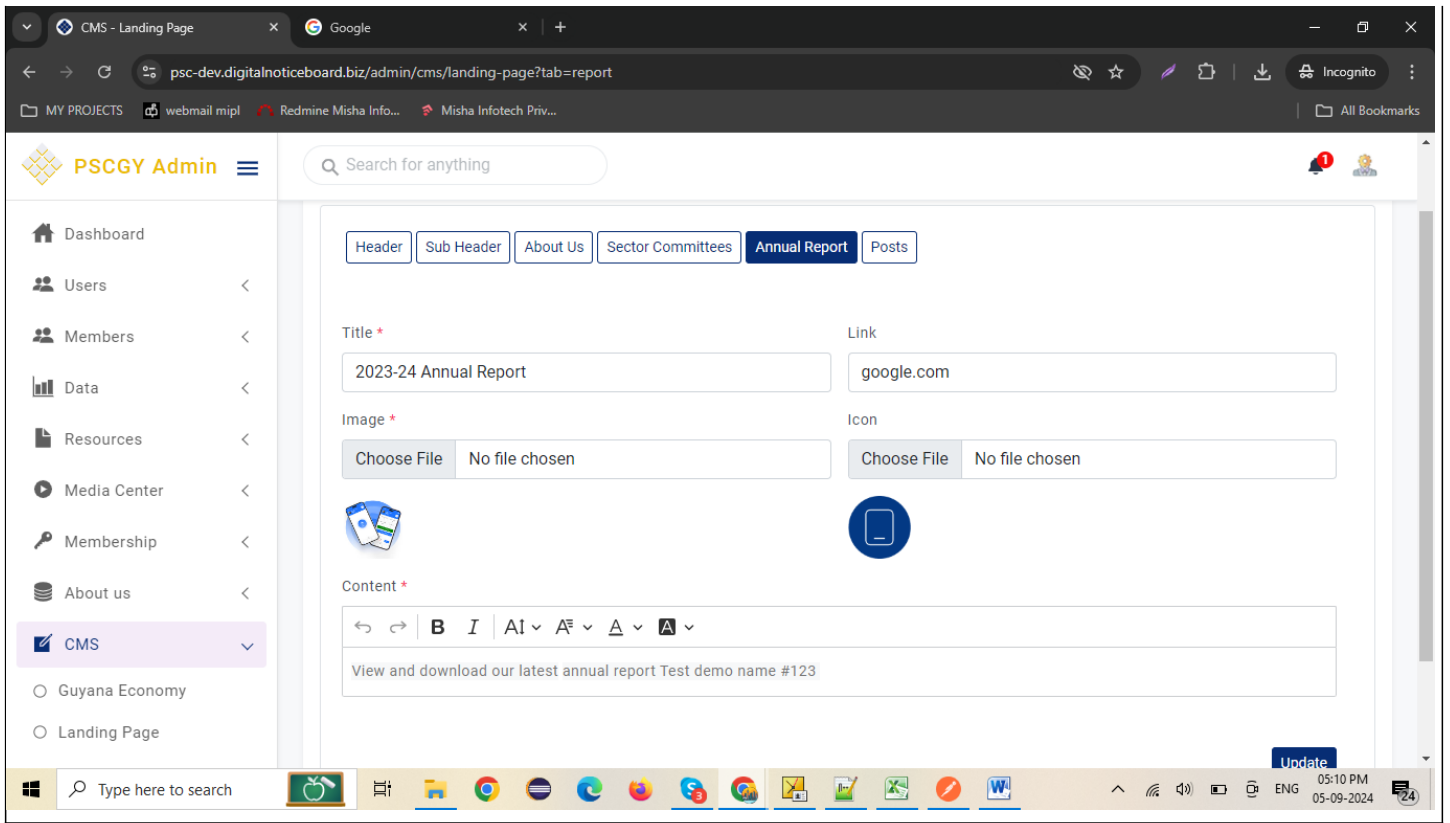 CMS - Landing Page
Google
psc-dev.digitalnoticeboard.biz/admin/cms/landing-page?tab=report
Incognito
MY PROJECTS
webmail mipl
Redmine Misha Info...
Misha Infotech Priv...
All Bookmarks
PSCGY Admin
Search for anything
1
Dashboard
Users
Members
Data
Resources
Media Center
Membership
About us
CMS
Guyana Economy
Landing Page
Header
Sub Header
About Us
Sector Committees
Annual Report
Posts
Title *
2023-24 Annual Report
Link
google.com
Image *
Choose File No file chosen
Icon
Choose File No file chosen
Content *
B I AI A A A
View and download our latest annual report Test demo name #123
Update
Type here to search
3
ENG
05:10 PM
05-09-2024
24